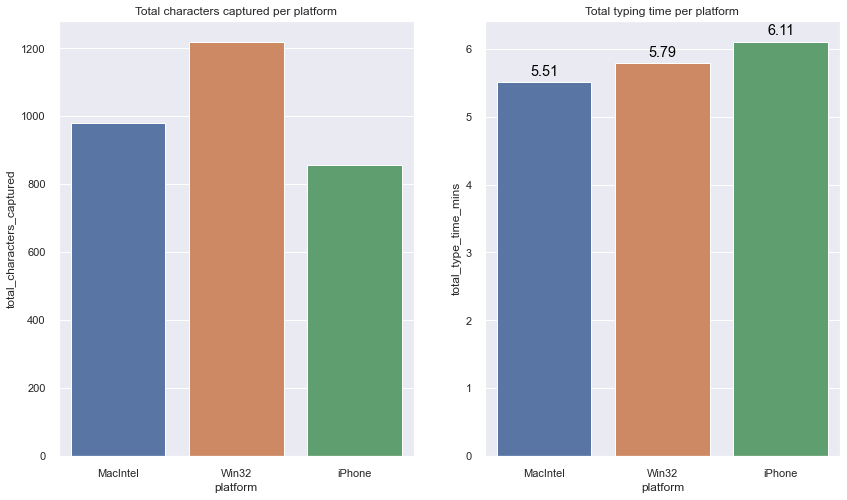 Total characters captured per platform
total_characters_captured
1200
1000
800
600
400
200
0
MacIntel
Win32
iPhone
platform
Total typing time per platform
total_type_time_mins
6
5
4
3
2
1
0
5.51
5.79
6.11
MacIntel
Win32
iPhone
platform